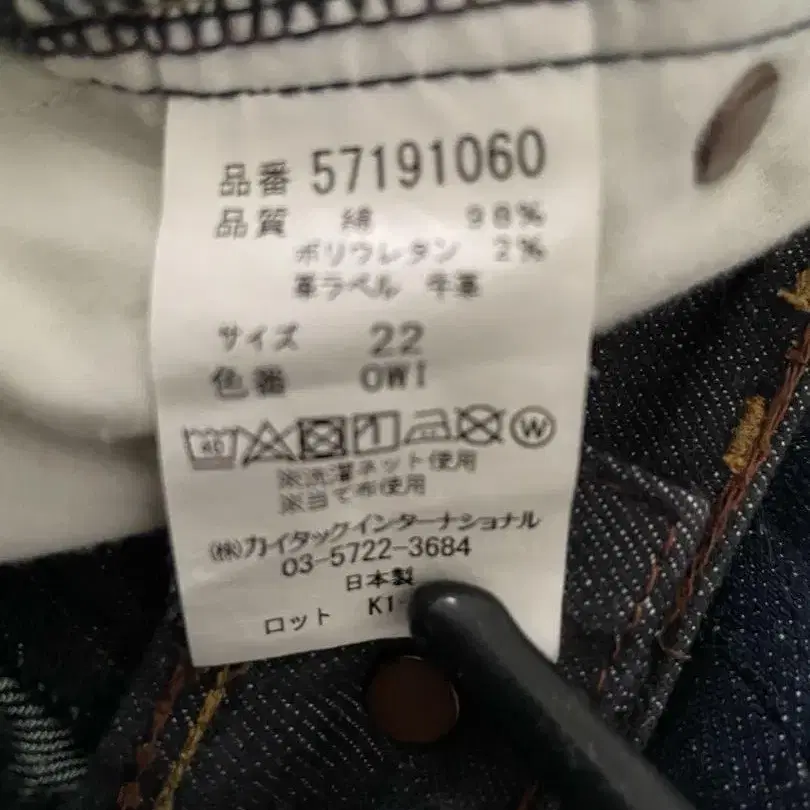 品番 57191060
品質 綿 98%
ポリウレタン 2%
革ラベル 牛革
サイズ 22
色番 OWI
40
W
※洗濯ネット使用
※当て布使用
(株)カイタックインターナショナル
03-5722-3684
日本製
ロット K1-